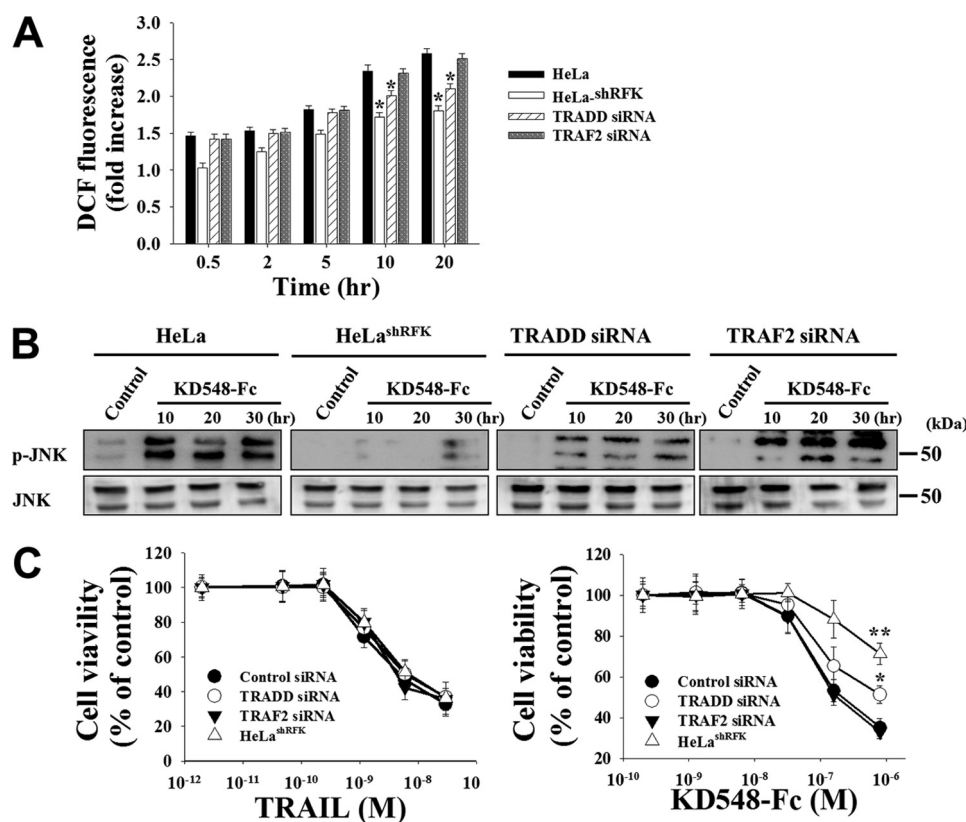 A
DCF fluorescence
(fold increase)
3.0
2.5
2.0
1.5
1.0
0.5
0.0
* * * *
0.5 2 5 10 20
Time (hr)
HeLa
HeLa-shRFK
TRADD siRNA
TRAF2 siRNA
B
HeLa HeLashRFK TRADD siRNA TRAF2 siRNA
Control KD548-Fc Control KD548-Fc Control KD548-Fc Control KD548-Fc
10 20 30 (hr) 10 20 30 (hr) 10 20 30 (hr) 10 20 30 (hr)
(kDa)
p-JNK 50
JNK 50
C
Cell viavility
(% of control)
120
100
80
60
40
20
0
Control siRNA
TRADD siRNA
TRAF2 siRNA
HeLashRFK
10-12 10-11 10-10 10-9 10-8 10
TRAIL (M)
Cell viability
(% of control)
120
100
80
60
40
20
**
*
Control siRNA
TRADD siRNA
TRAF2 siRNA
HeLashRFK
10-10 10-9 10-8 10-7 10-6
KD548-Fc (M)